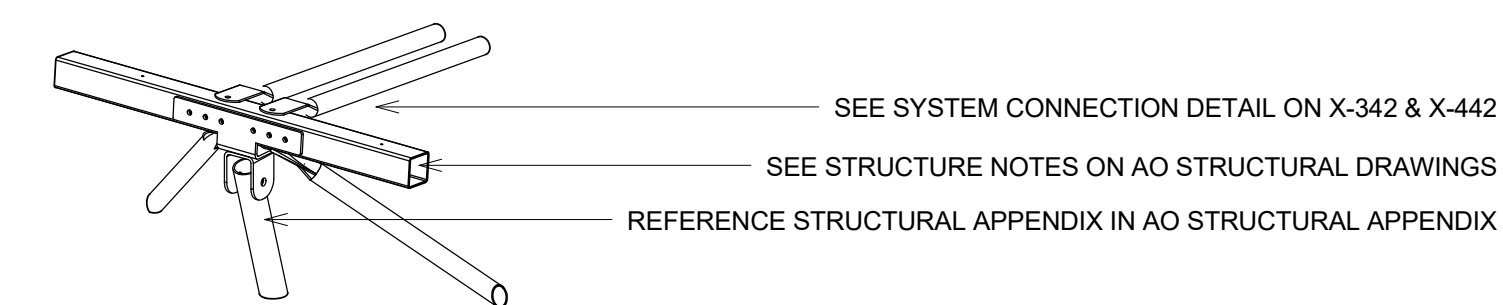 SEE SYSTEM CONNECTION DETAIL ON X-342 & X-442
SEE STRUCTURE NOTES ON AO STRUCTURAL DRAWINGS
REFERENCE STRUCTURAL APPENDIX IN AO STRUCTURAL APPENDIX